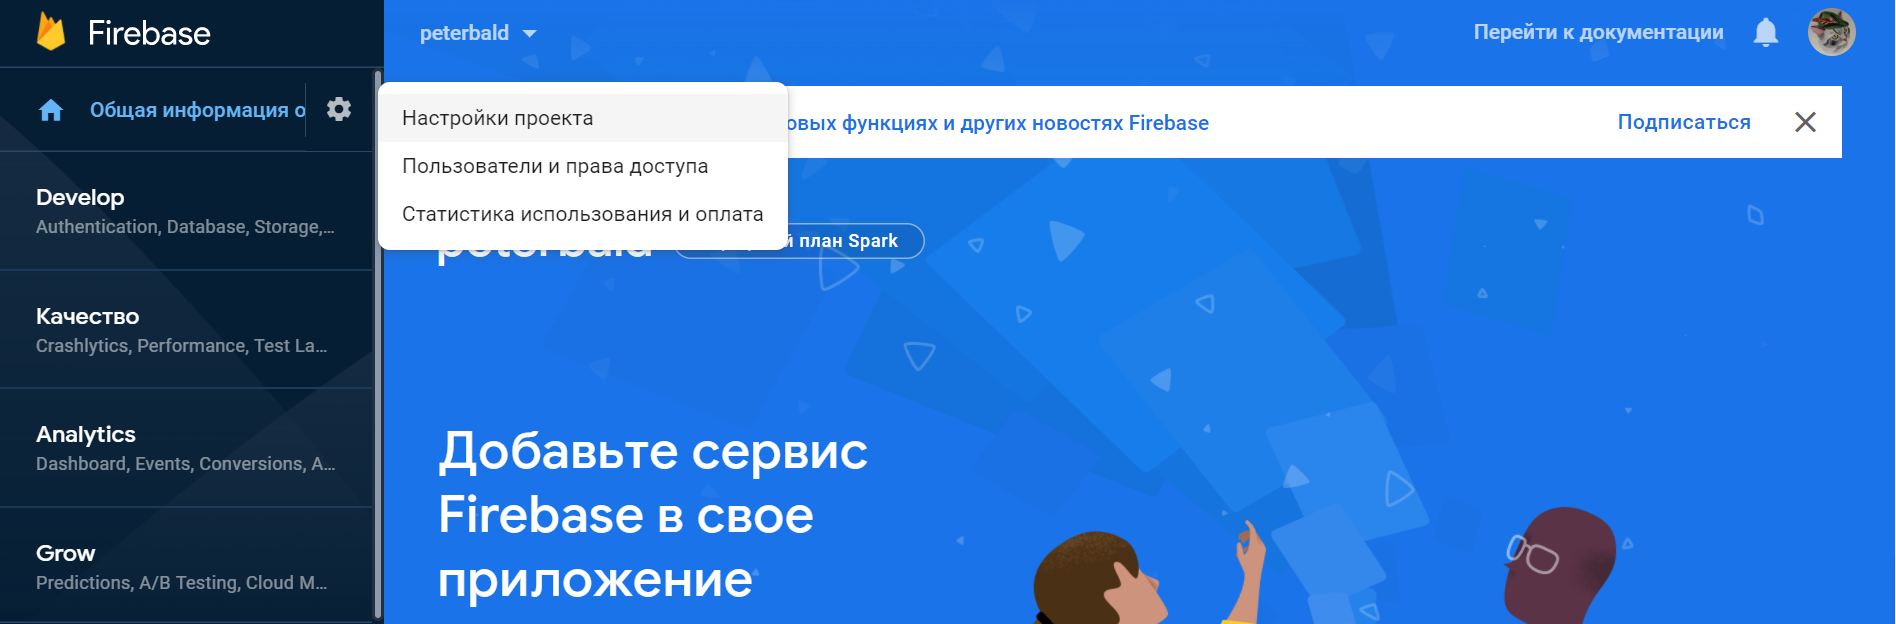 Firebase
peterbald
Перейти к документации
Общая информация о
Настройки проекта
Пользователи и права доступа
Статистика использования и оплата
овых функциях и других новостях Firebase
Подписаться
Develop
Authentication, Database, Storage,...
peterbald
план Spark
Качество
Crashlytics, Performance, Test La...
Analytics
Dashboard, Events, Conversions, A...
Grow
Predictions, A/B Testing, Cloud M...
Добавьте сервис
Firebase в свое
приложение